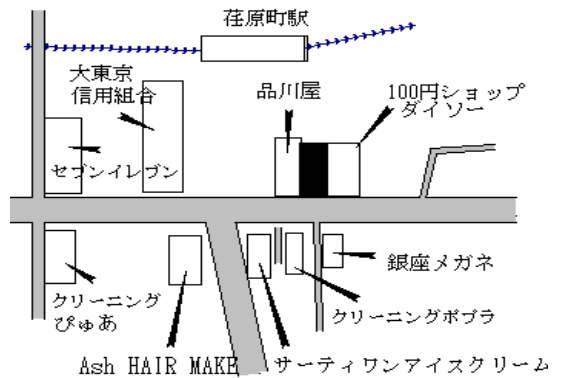 荏原町駅
大東京
信用組合
品川屋
100円ショップ
ダイソー
セブンイレブン
銀座メガネ
クリーニング
ぴゅあ
クリーニングポプラ
Ash HAIR MAKE
サーティワンアイスクリーム